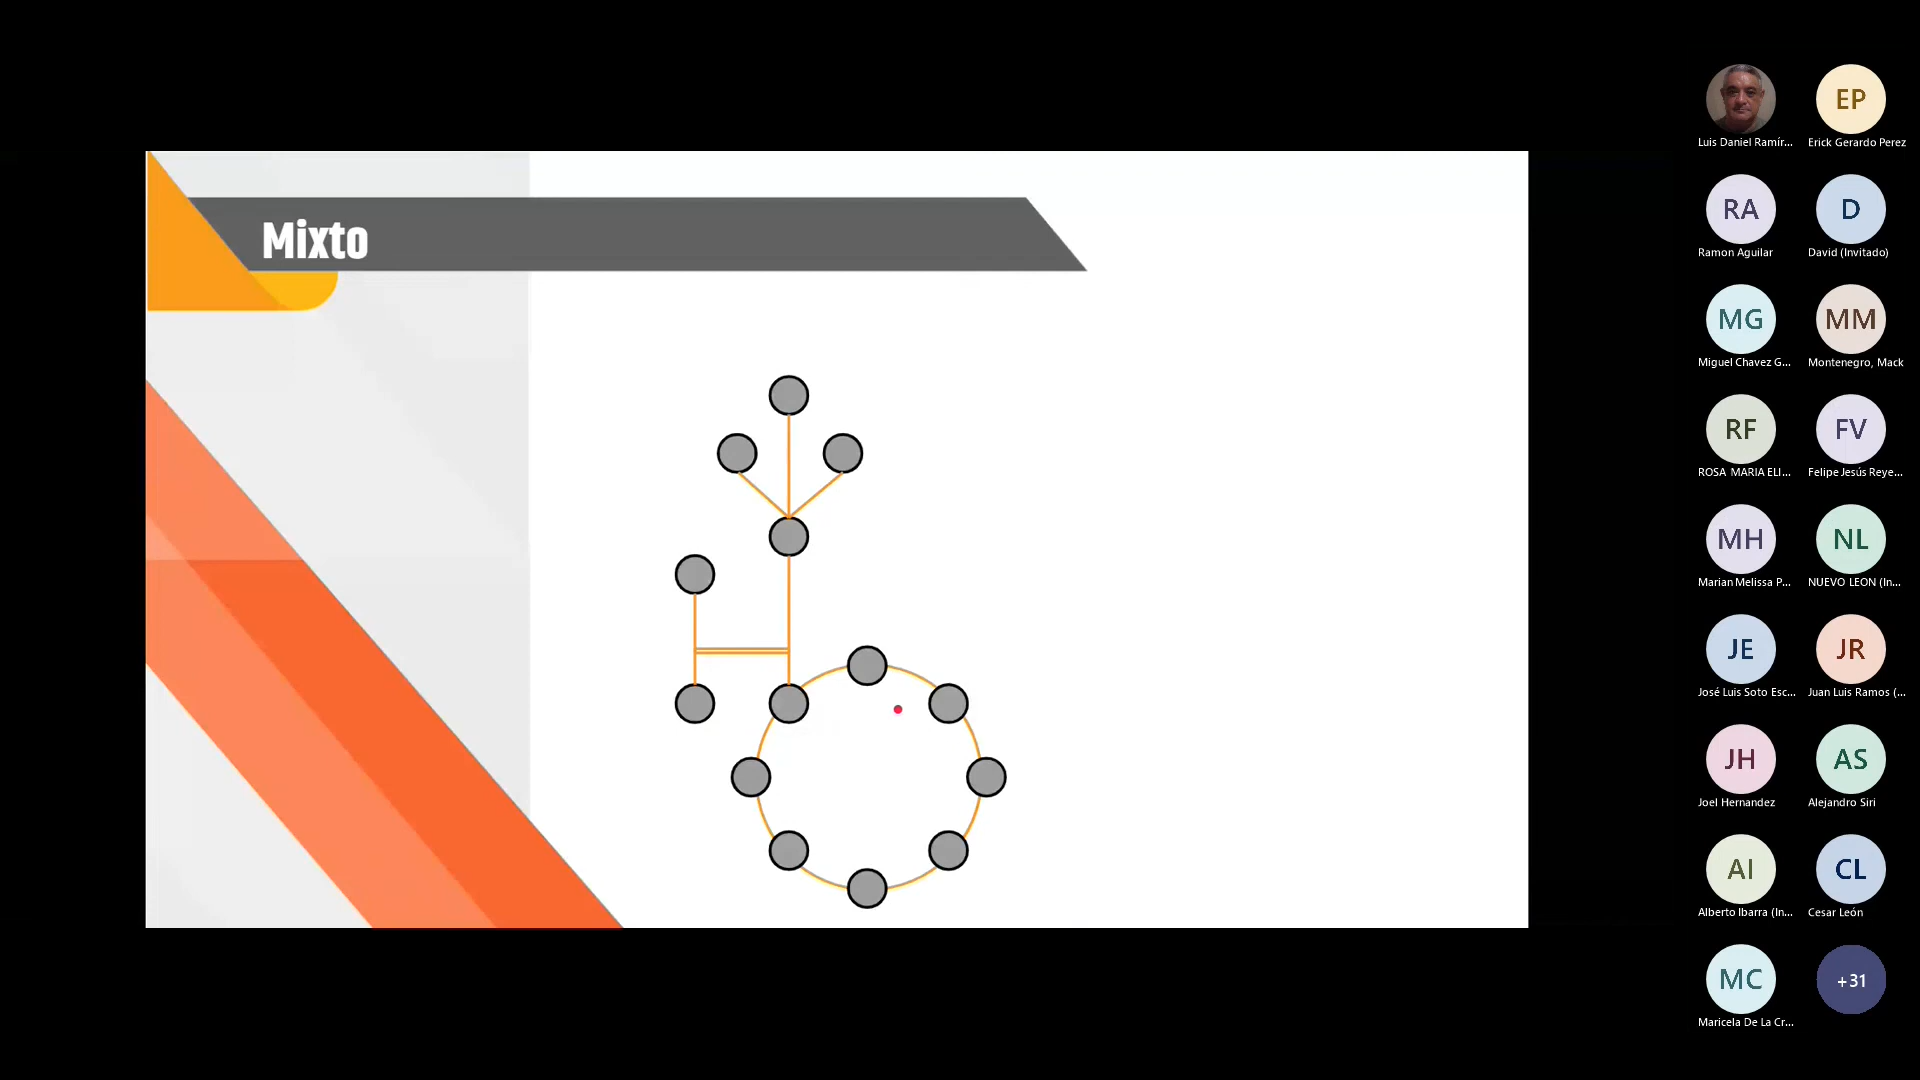 Mixto
Luis Daniel Ramír...
EP
Erick Gerardo Perez
RA
Ramon Aguilar
D
David (Invitado)
MG
Miguel Chavez G...
MM
Montenegro, Mack
RF
ROSA MARIA ELI...
FV
Felipe Jesús Reye...
MH
Marian Melissa P...
NL
NUEVO LEON (In...
JE
José Luis Soto Esc...
JR
Juan Luis Ramos (...
JH
Joel Hernandez
AS
Alejandro Siri
AI
Alberto Ibarra (In...
CL
Cesar León
MC
Maricela De La Cr...
+31